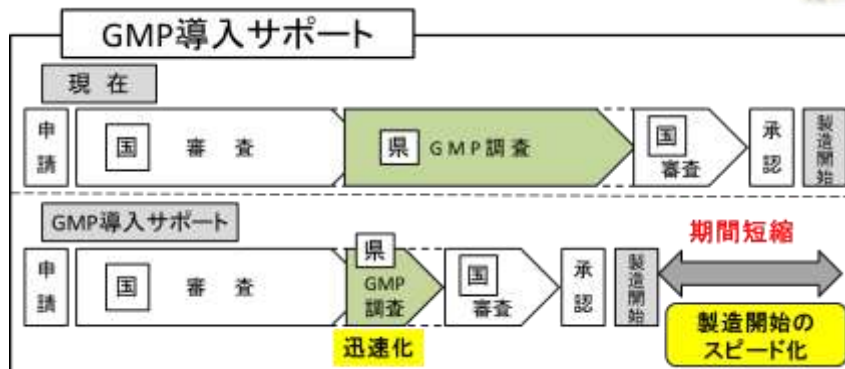 GMP導入サポート
現 在
申請
国 審 査
県 GMP調査
国 審査
承認
製造開始
GMP導入サポート
申請
国 審 査
県 GMP 調査
迅速化
国 審査
承認
製造開始
期間短縮
製造開始の
スピード化